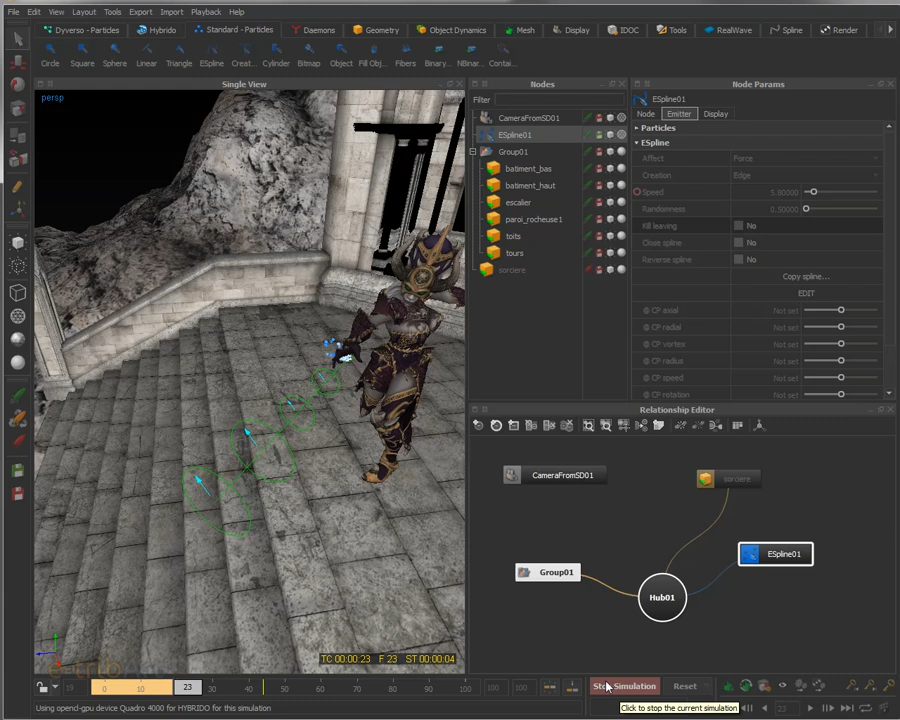 File Edit View Layout Tools Export Import Playback Help
Dyverso - Particles Hybrido Standard - Particles Daemons Geometry Object Dynamics Mesh Display IDOC Tools RealWave Spline Render
Circle Square Sphere Linear Triangle ESpline Creat... Cylinder Bitmap Object Fill Obj... Fibers Binary... NBinar... Contai...
Single View
persp
Nodes
Filter
CameraFromSD01
ESpline01
Group01
batiment_bas
batiment_haut
escalier
paroi_rocheuse1
toits
tours
sorciere
Node Params
ESpline01
Node Emitter Display
Particles
ESpline
Affect Force
Creation Edge
Speed 5.80000
Randomness 0.50000
Kill leaving No
Close spline No
Reverse spline No
Copy spline...
EDIT
CP axial Not set
CP radial Not set
CP vortex Not set
CP radius Not set
CP speed Not set
CP rotation Not set
Relationship Editor
CameraFromSD01
sorciere
ESpline01
Group01
Hub01
e-trib
TC 00:00:23 F 23 ST 00:00:04
19 0 10 23 30 40 50 60 70 80 90 100 100 100
Simulation Reset
Using opencl-gpu device Quadro 4000 for HYBRIDO for this simulation
Click to stop the current simulation
23